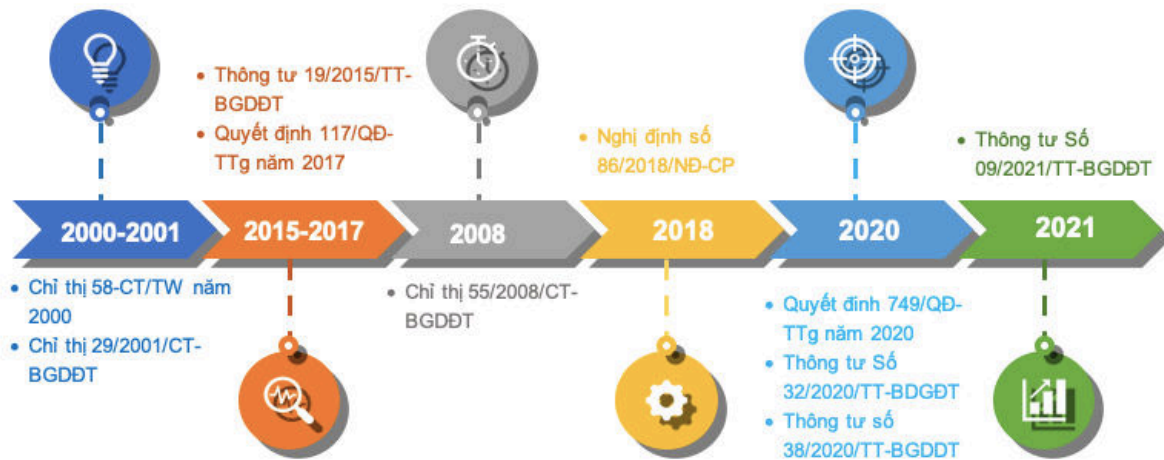 2000-2001
• Chỉ thị 58-CT/TW năm
2000
• Chỉ thị 29/2001/CT-
BGDĐT
• Thông tư 19/2015/TT-
BGDĐT
• Quyết định 117/QĐ-
TTg năm 2017
2015-2017
2008
• Chỉ thị 55/2008/CT-
BGDĐT
• Nghị định số
86/2018/NĐ-CP
2018
2020
• Quyết đinh 749/QĐ-
TTg năm 2020
• Thông tư Số
32/2020/TT-BDGĐT
• Thông tư số
38/2020/TT-BGDDT
• Thông tư Số
09/2021/TT-BGDĐT
2021